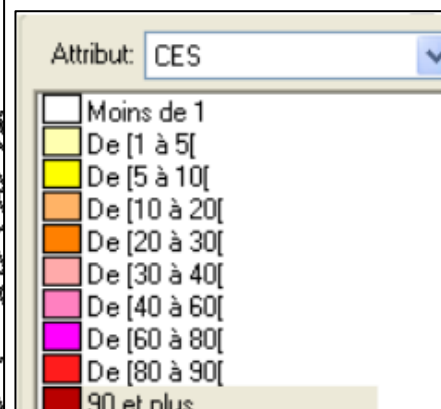 Attribut: CES
Moins de 1
De [1 à 5[
De [5 à 10[
De [10 à 20[
De [20 à 30[
De [30 à 40[
De [40 à 60[
De [60 à 80[
De [80 à 90[
90 et plus